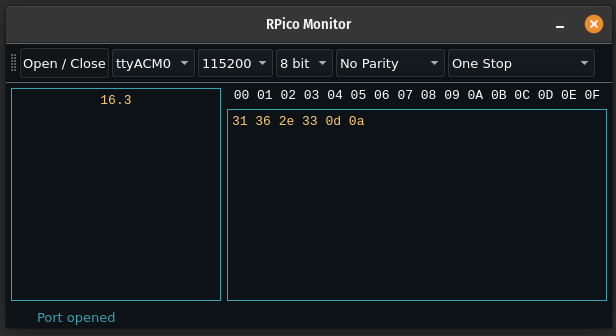 RPico Monitor
Open / Close ttyACM0 115200 8 bit No Parity One Stop
16.3
00 01 02 03 04 05 06 07 08 09 0A 0B 0C 0D 0E 0F
31 36 2e 33 0d 0a
Port opened